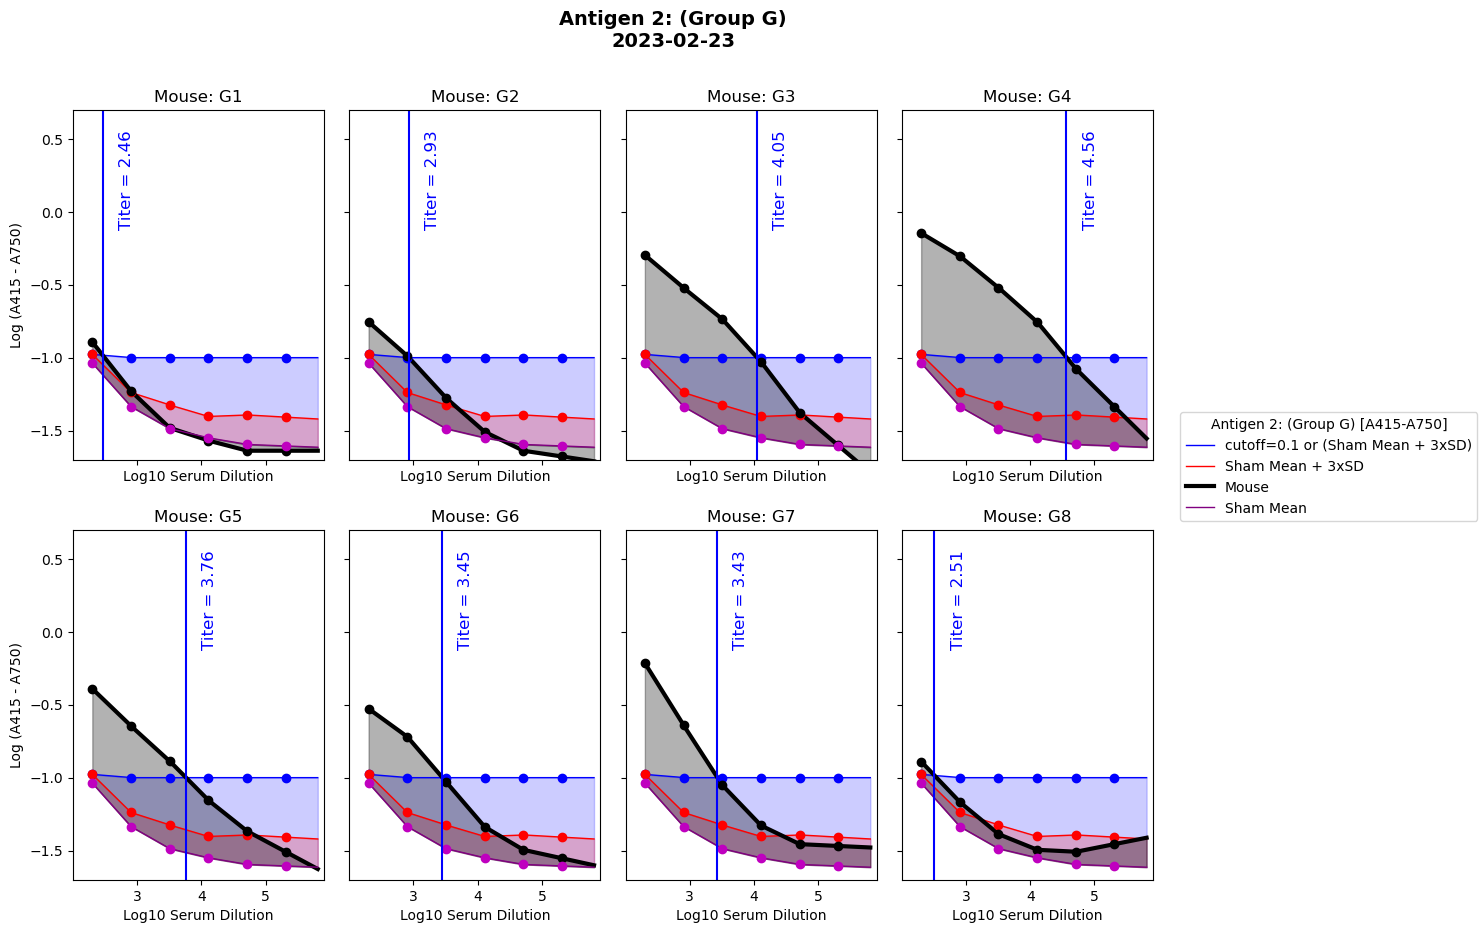 Antigen 2: (Group G)
2023-02-23
Mouse: G1
Mouse: G2
Mouse: G3
Mouse: G4
0.5
0.0
−0.5
−1.0
−1.5
Log (A415 - A750)
Titer = 2.46
Titer = 2.93
Titer = 4.05
Titer = 4.56
Log10 Serum Dilution
Log10 Serum Dilution
Log10 Serum Dilution
Log10 Serum Dilution
Antigen 2: (Group G) [A415-A750]
cutoff=0.1 or (Sham Mean + 3xSD)
Sham Mean + 3xSD
Mouse
Sham Mean
Mouse: G5
Mouse: G6
Mouse: G7
Mouse: G8
0.5
0.0
−0.5
−1.0
−1.5
Log (A415 - A750)
Titer = 3.76
Titer = 3.45
Titer = 3.43
Titer = 2.51
3 4 5
3 4 5
3 4 5
3 4 5
Log10 Serum Dilution
Log10 Serum Dilution
Log10 Serum Dilution
Log10 Serum Dilution